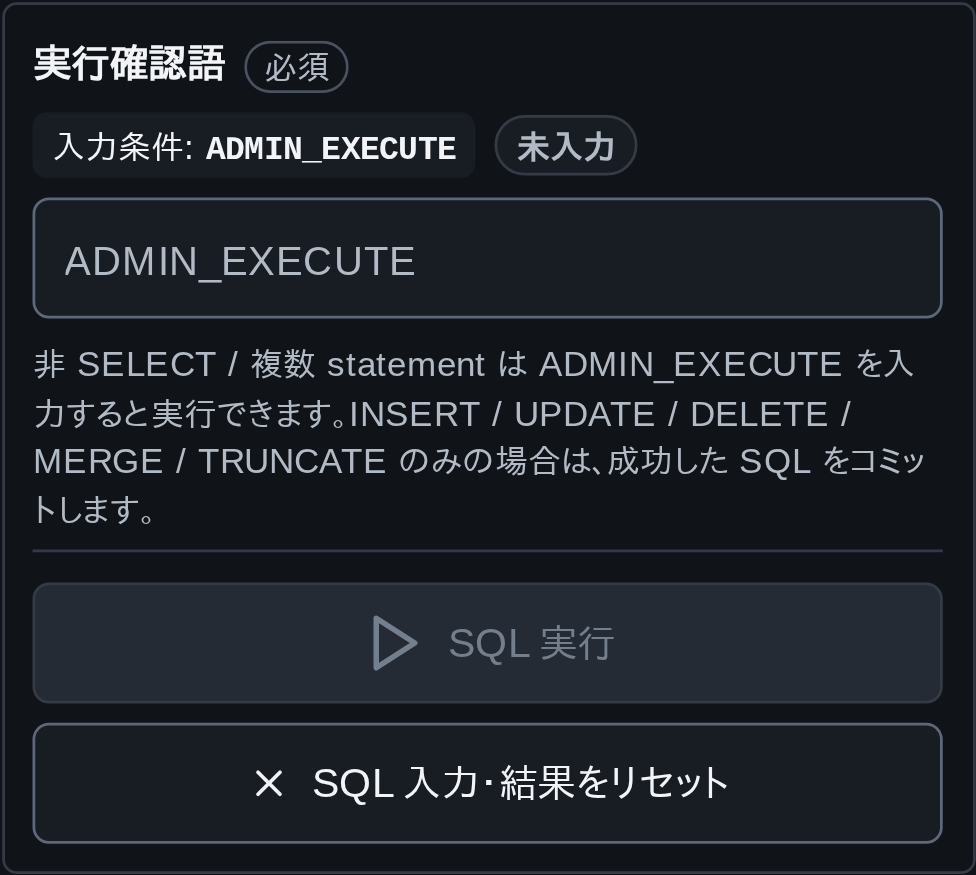 実行確認語 必須
入力条件: ADMIN_EXECUTE 未入力
ADMIN_EXECUTE
非 SELECT / 複数 statement は ADMIN_EXECUTE を入
力すると実行できます。INSERT / UPDATE / DELETE /
MERGE / TRUNCATE のみの場合は、成功した SQL をコミッ
トします。
SQL 実行
× SQL 入力・結果をリセット